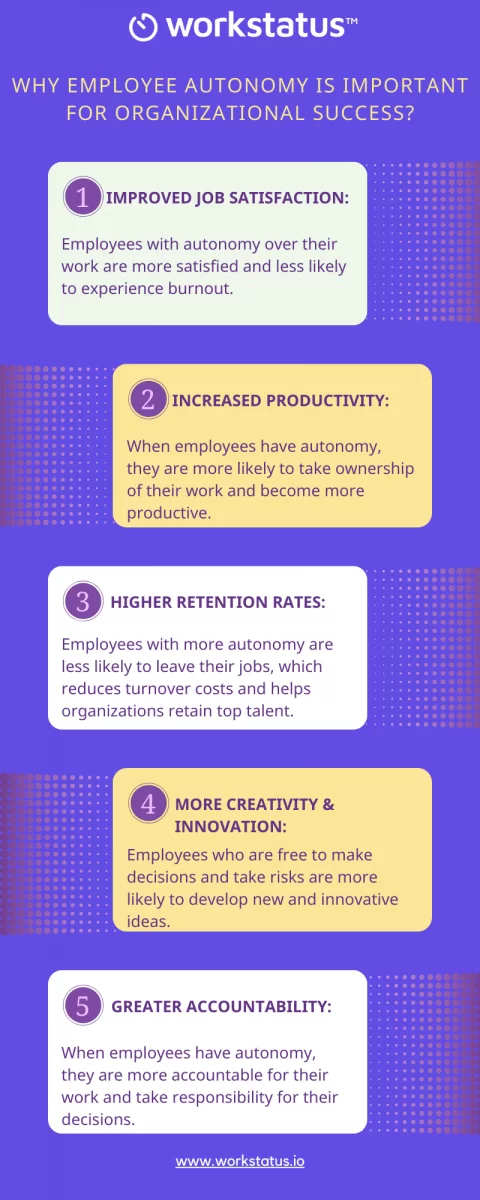 workstatus™
WHY EMPLOYEE AUTONOMY IS IMPORTANT
FOR ORGANIZATIONAL SUCCESS?
1 IMPROVED JOB SATISFACTION:
Employees with autonomy over their
work are more satisfied and less likely
to experience burnout.
2 INCREASED PRODUCTIVITY:
When employees have autonomy,
they are more likely to take ownership
of their work and become more
productive.
3 HIGHER RETENTION RATES:
Employees with more autonomy are
less likely to leave their jobs, which
reduces turnover costs and helps
organizations retain top talent.
4 MORE CREATIVITY &
INNOVATION:
Employees who are free to make
decisions and take risks are more
likely to develop new and innovative
ideas.
5 GREATER ACCOUNTABILITY:
When employees have autonomy,
they are more accountable for their
work and take responsibility for their
decisions.
www.workstatus.io